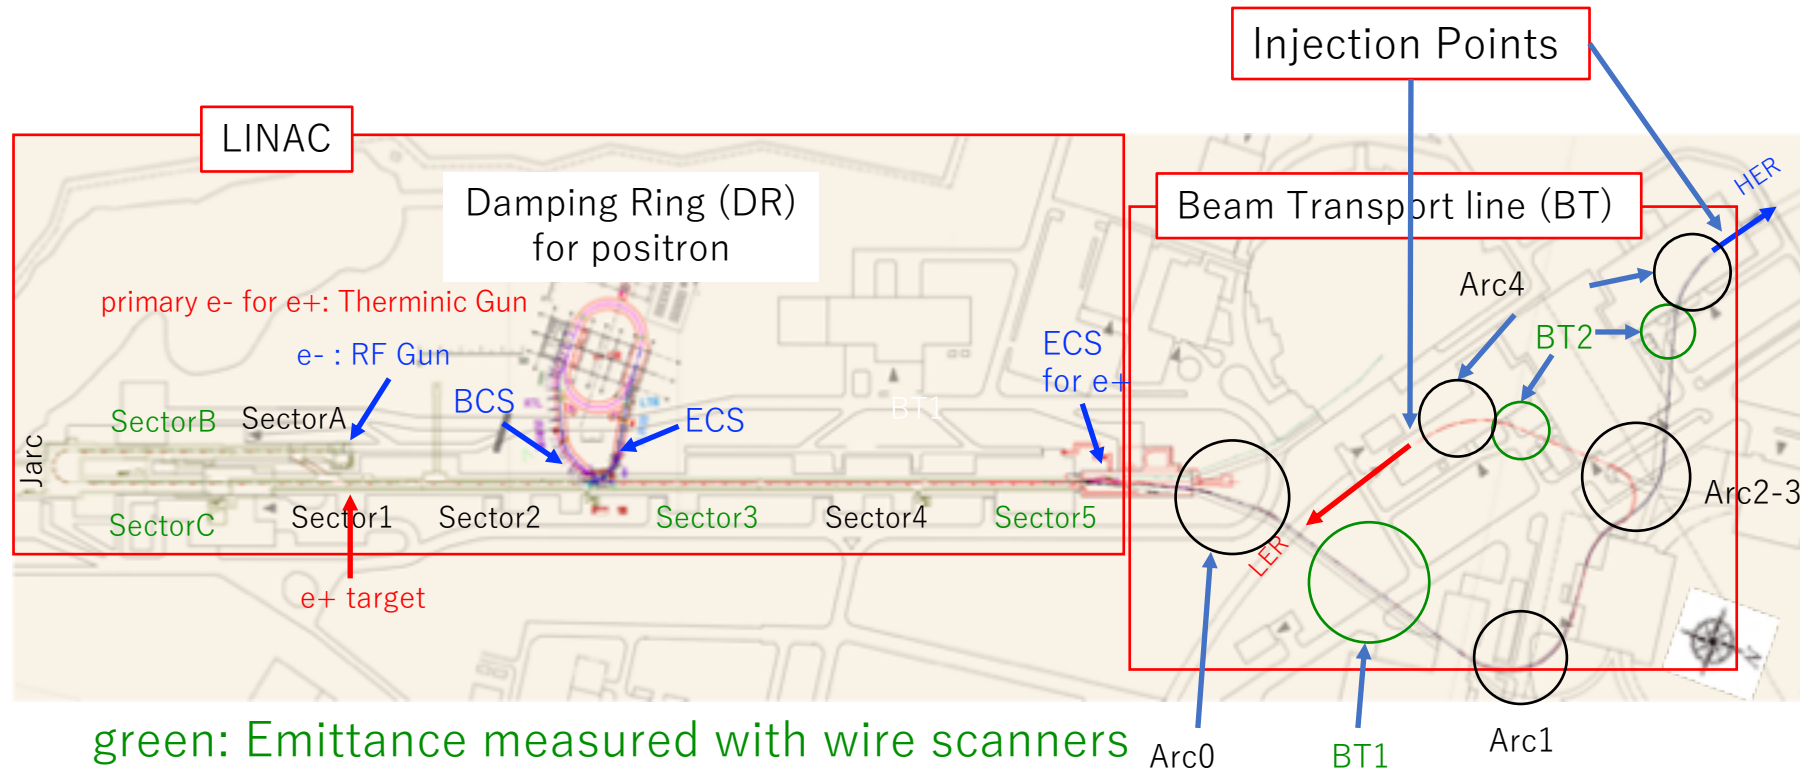 Injection Points
LINAC
HER
Damping Ring (DR)
for positron
Beam Transport line (BT)
Arc4
primary e- for e+: Therminic Gun
e- : RF Gun
ECS
for e+
BT2
BCS
ECS
BT1
SectorB
SectorA
Jarc
Arc2-3
SectorC
Sector1
Sector2
Sector3
Sector4
Sector5
LER
e+ target
green: Emittance measured with wire scanners
Arc0
BT1
Arc1